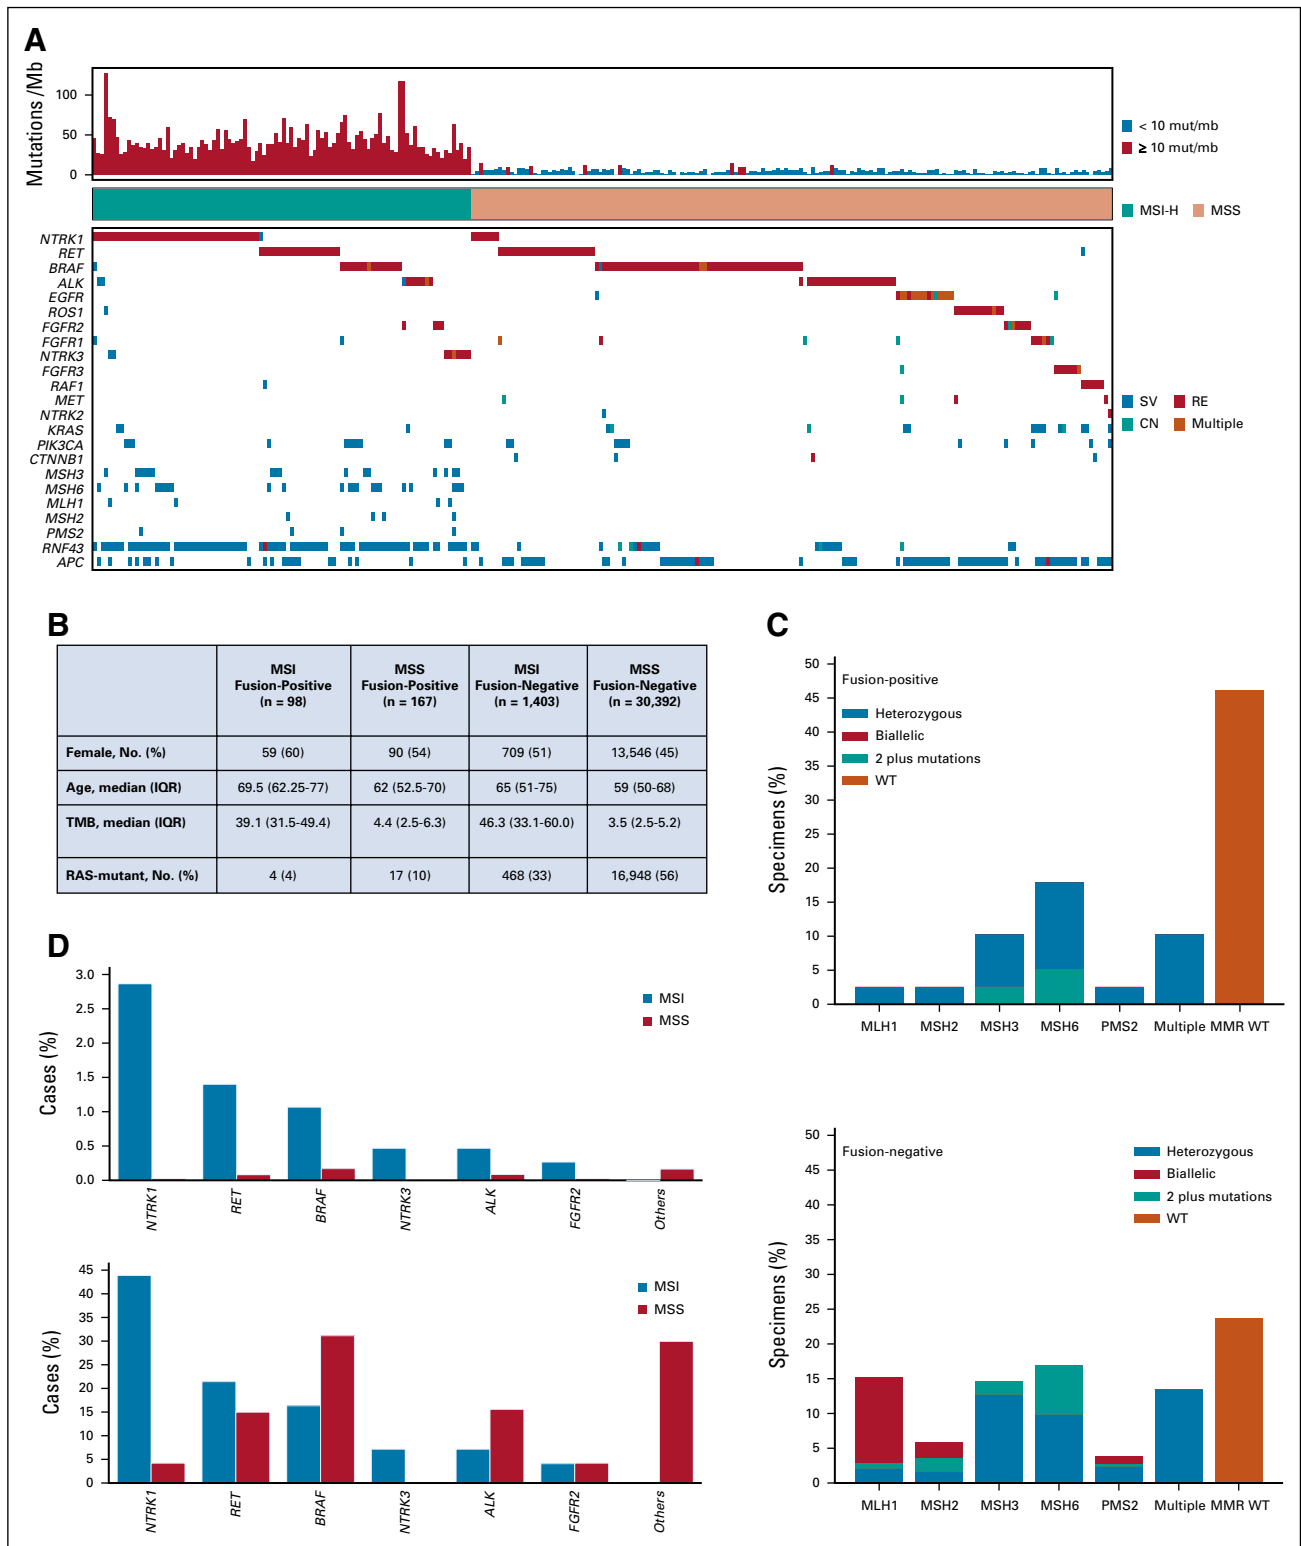 A
Mutations /Mb
100
50
0
< 10 mut/mb
≥ 10 mut/mb
MSI-H MSS
NTRK1
RET
BRAF
ALK
EGFR
ROS1
FGFR2
FGFR1
NTRK3
FGFR3
RAF1
MET
NTRK2
KRAS
PIK3CA
CTNNB1
MSH3
MSH6
MLH1
MSH2
PMS2
RNF43
APC
SV RE
CN Multiple
B
MSI Fusion-Positive (n = 98)
MSS Fusion-Positive (n = 167)
MSI Fusion-Negative (n = 1,403)
MSS Fusion-Negative (n = 30,392)
Female, No. (%) 59 (60) 90 (54) 709 (51) 13,546 (45)
Age, median (IQR) 69.5 (62.25-77) 62 (52.5-70) 65 (51-75) 59 (50-68)
TMB, median (IQR) 39.1 (31.5-49.4) 4.4 (2.5-6.3) 46.3 (33.1-60.0) 3.5 (2.5-5.2)
RAS-mutant, No. (%) 4 (4) 17 (10) 468 (33) 16,948 (56)
C
Specimens (%)
50
45
40
35
30
25
20
15
10
5
0
Fusion-positive
Heterozygous
Biallelic
2 plus mutations
WT
MLH1 MSH2 MSH3 MSH6 PMS2 Multiple MMR WT
Specimens (%)
50
45
40
35
30
25
20
15
10
5
0
Fusion-negative
Heterozygous
Biallelic
2 plus mutations
WT
MLH1 MSH2 MSH3 MSH6 PMS2 Multiple MMR WT
D
Cases (%)
3.0
2.5
2.0
1.5
1.0
0.5
0.0
MSI
MSS
NTRK1 RET BRAF NTRK3 ALK FGFR2 Others
Cases (%)
45
40
35
30
25
20
15
10
5
0
MSI
MSS
NTRK1 RET BRAF NTRK3 ALK FGFR2 Others